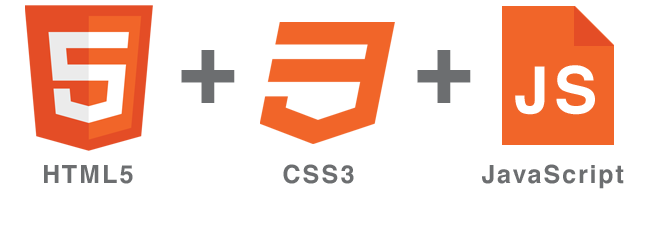 5 + 3 + JS
HTML5 CSS3 JavaScript